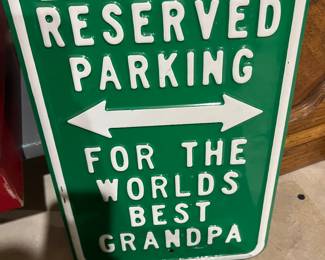 RESERVED
PARKING
FOR THE
WORLDS
BEST
GRANDPA